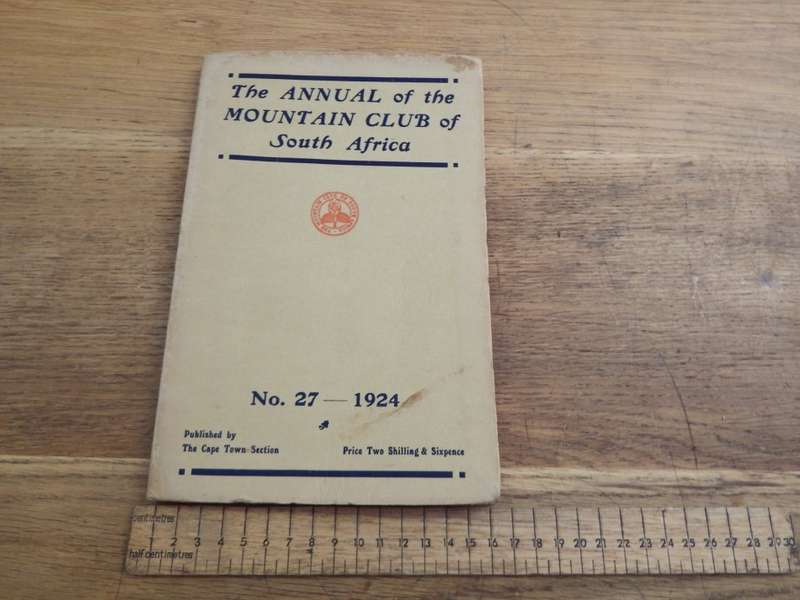 The ANNUAL of the
MOUNTAIN CLUB of
South Africa
No. 27 — 1924
Published by
The Cape Town Section
Price Two Shilling & Sixpence
centimetres
1 2 3 4 5 6 7 8 9 10 11 12 13 14 15 16 17 18 19 20 21 22 23 24 25 26 27 28 29 30
half centimetres